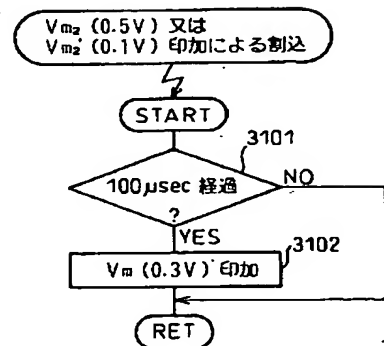 Vm₂ (0.5V) 又は
Vm₂' (0.1V) 印加による割込
START
3101
100μsec 経過
?
NO
YES
3102
Vm (0.3V) 印加
RET